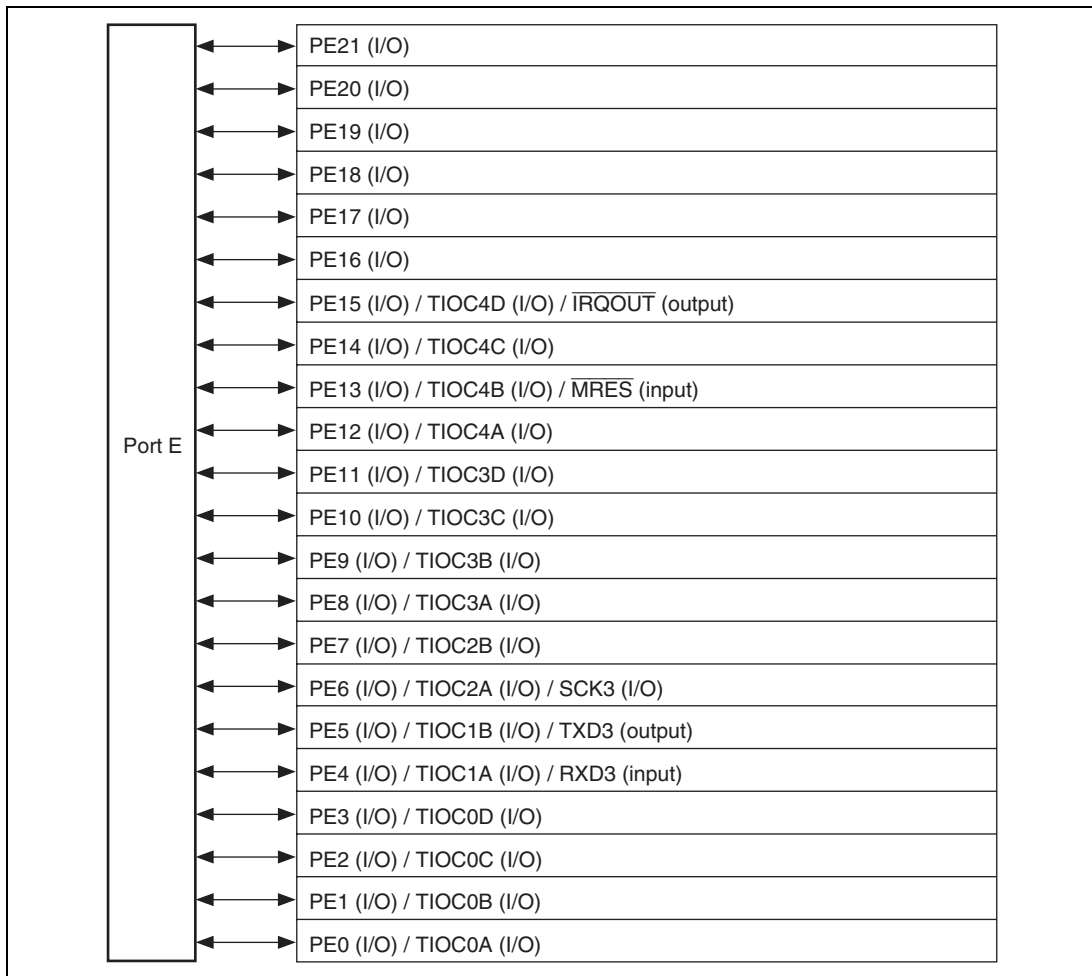 PE21 (I/O)
PE20 (I/O)
PE19 (I/O)
PE18 (I/O)
PE17 (I/O)
PE16 (I/O)
PE15 (I/O) / TIOC4D (I/O) / I̅R̅Q̅O̅U̅T̅ (output)
PE14 (I/O) / TIOC4C (I/O)
PE13 (I/O) / TIOC4B (I/O) / M̅R̅E̅S̅ (input)
Port E
PE12 (I/O) / TIOC4A (I/O)
PE11 (I/O) / TIOC3D (I/O)
PE10 (I/O) / TIOC3C (I/O)
PE9 (I/O) / TIOC3B (I/O)
PE8 (I/O) / TIOC3A (I/O)
PE7 (I/O) / TIOC2B (I/O)
PE6 (I/O) / TIOC2A (I/O) / SCK3 (I/O)
PE5 (I/O) / TIOC1B (I/O) / TXD3 (output)
PE4 (I/O) / TIOC1A (I/O) / RXD3 (input)
PE3 (I/O) / TIOC0D (I/O)
PE2 (I/O) / TIOC0C (I/O)
PE1 (I/O) / TIOC0B (I/O)
PE0 (I/O) / TIOC0A (I/O)